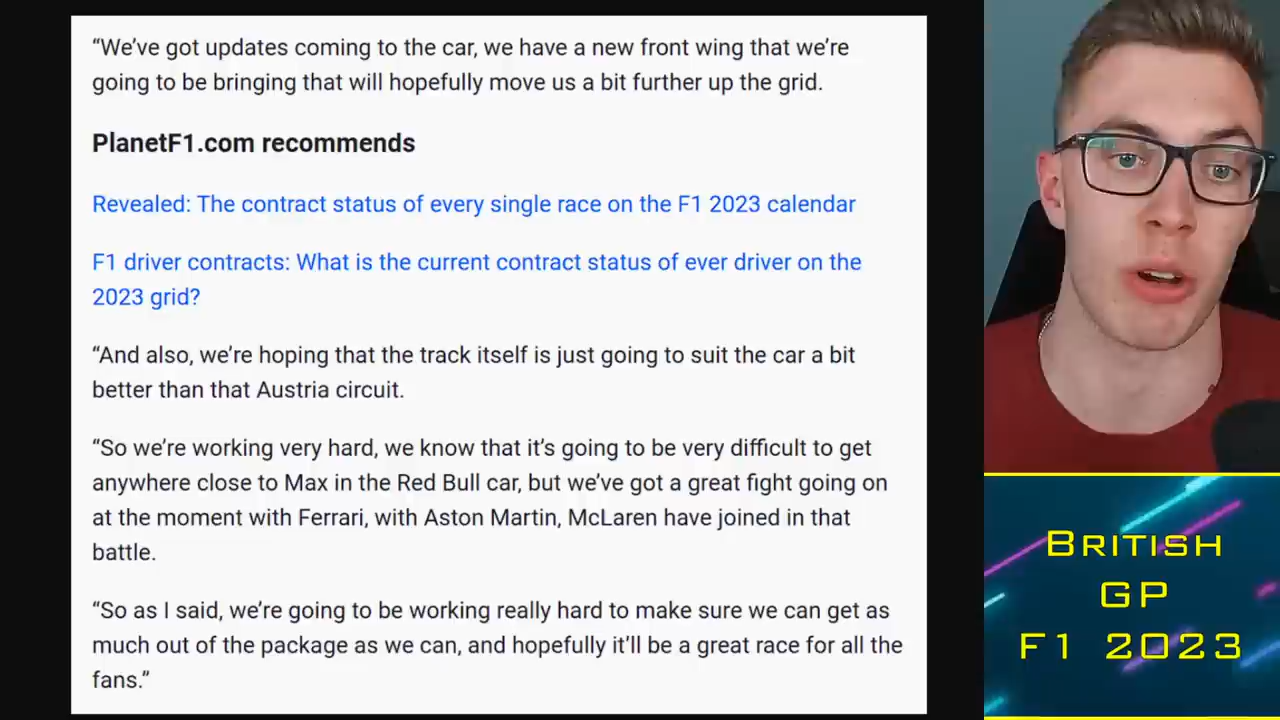 “We’ve got updates coming to the car, we have a new front wing that we’re
going to be bringing that will hopefully move us a bit further up the grid.
PlanetF1.com recommends
Revealed: The contract status of every single race on the F1 2023 calendar
F1 driver contracts: What is the current contract status of ever driver on the
2023 grid?
“And also, we’re hoping that the track itself is just going to suit the car a bit
better than that Austria circuit.
“So we’re working very hard, we know that it’s going to be very difficult to get
anywhere close to Max in the Red Bull car, but we’ve got a great fight going on
at the moment with Ferrari, with Aston Martin, McLaren have joined in that
battle.
“So as I said, we’re going to be working really hard to make sure we can get as
much out of the package as we can, and hopefully it’ll be a great race for all the
fans.”
BRITISH
GP
F1 2023